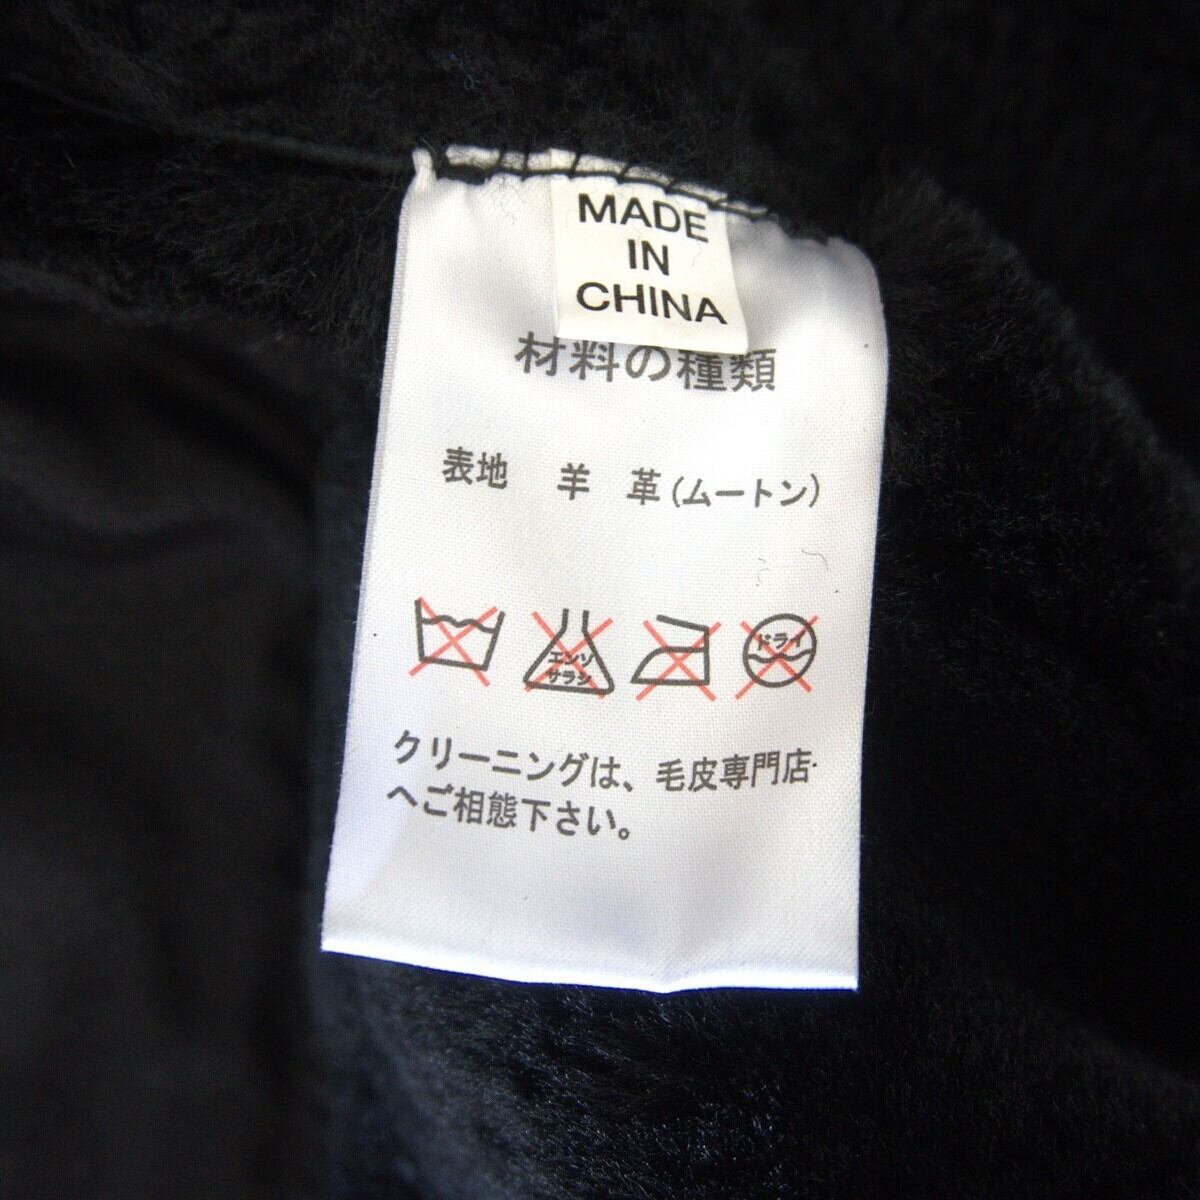 MADE
IN
CHINA
材料の種類
表地 羊 革(ムートン)
エンソ
サラシ
ドライ
クリーニングは、毛皮専門店
へご相態下さい。